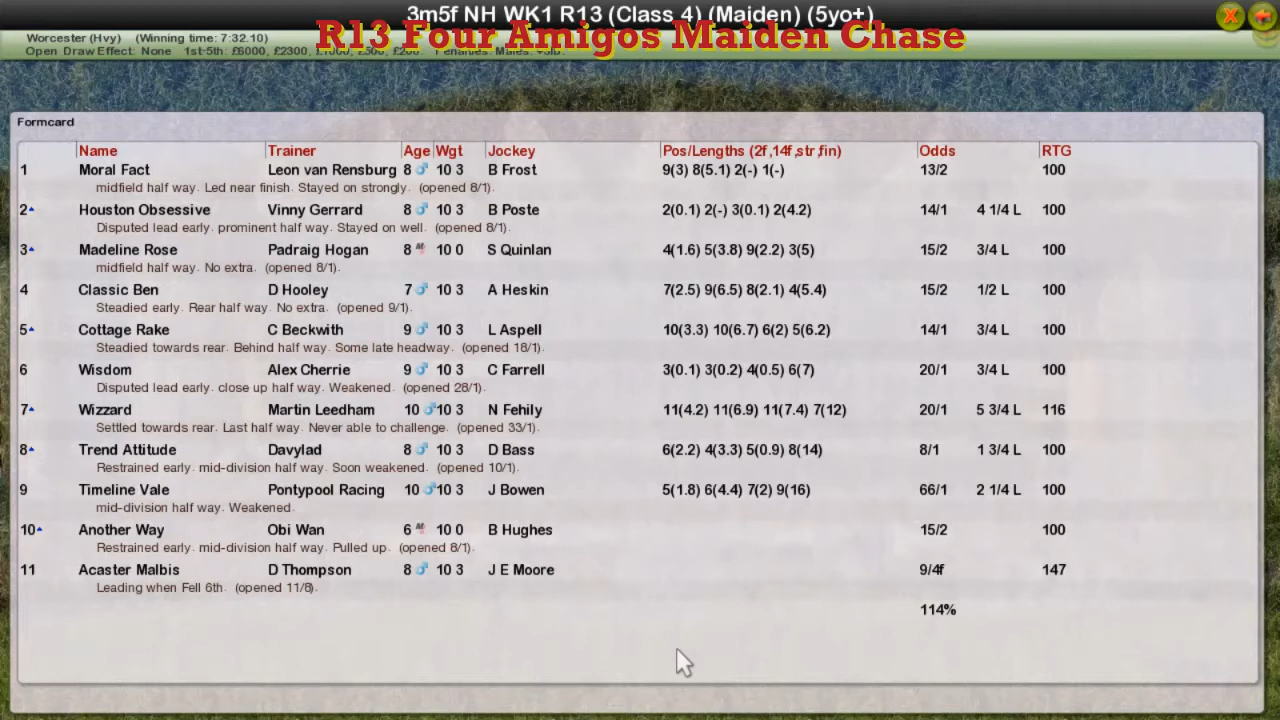 3m5f NH WK1 R13 (Class 4) (Maiden) (5yo+)
R13 Four Amigos Maiden Chase
Worcester (Hvy) (Winning time: 7:32.10)
Open Draw Effect: None 1st-5th: £6000, £2300, £1000, £500, £200 Penalties: Males: +3lb.
Formcard
Name Trainer Age Wgt Jockey Pos/Lengths (2f,14f,str,fin) Odds RTG
1 Moral Fact Leon van Rensburg 8 10 3 B Frost 9(3) 8(5.1) 2(-) 1(-) 13/2 100
midfield half way. Led near finish. Stayed on strongly. (opened 8/1).
2 Houston Obsessive Vinny Gerrard 8 10 3 B Poste 2(0.1) 2(-) 3(0.1) 2(4.2) 14/1 4 1/4 L 100
Disputed lead early. prominent half way. Stayed on well. (opened 8/1).
3 Madeline Rose Padraig Hogan 8 10 0 S Quinlan 4(1.6) 5(3.8) 9(2.2) 3(5) 15/2 3/4 L 100
midfield half way. No extra. (opened 8/1).
4 Classic Ben D Hooley 7 10 3 A Heskin 7(2.5) 9(6.5) 8(2.1) 4(5.4) 15/2 1/2 L 100
Steadied early. Rear half way. No extra. (opened 9/1).
5 Cottage Rake C Beckwith 9 10 3 L Aspell 10(3.3) 10(6.7) 6(2) 5(6.2) 14/1 3/4 L 100
Steadied towards rear. Behind half way. Some late headway. (opened 18/1).
6 Wisdom Alex Cherrie 9 10 3 C Farrell 3(0.1) 3(0.2) 4(0.5) 6(7) 20/1 3/4 L 100
Disputed lead early. close up half way. Weakened. (opened 28/1).
7 Wizzard Martin Leedham 10 10 3 N Fehily 11(4.2) 11(6.9) 11(7.4) 7(12) 20/1 5 3/4 L 116
Settled towards rear. Last half way. Never able to challenge. (opened 33/1).
8 Trend Attitude Davylad 8 10 3 D Bass 6(2.2) 4(3.3) 5(0.9) 8(14) 8/1 1 3/4 L 100
Restrained early. mid-division half way. Soon weakened. (opened 10/1).
9 Timeline Vale Pontypool Racing 10 10 3 J Bowen 5(1.8) 6(4.4) 7(2) 9(16) 66/1 2 1/4 L 100
mid-division half way. Weakened.
10 Another Way Obi Wan 6 10 0 B Hughes 15/2 100
Restrained early. mid-division half way. Pulled up. (opened 8/1).
11 Acaster Malbis D Thompson 8 10 3 J E Moore 9/4f 147
Leading when Fell 6th. (opened 11/8).
114%